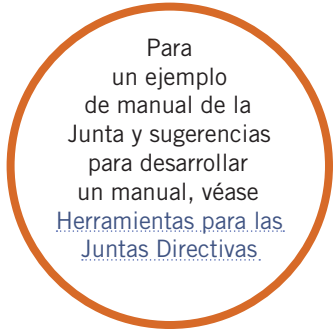 Para
un ejemplo
de manual de la
Junta y sugerencias
para desarrollar
un manual, véase
Herramientas para las
Juntas Directivas